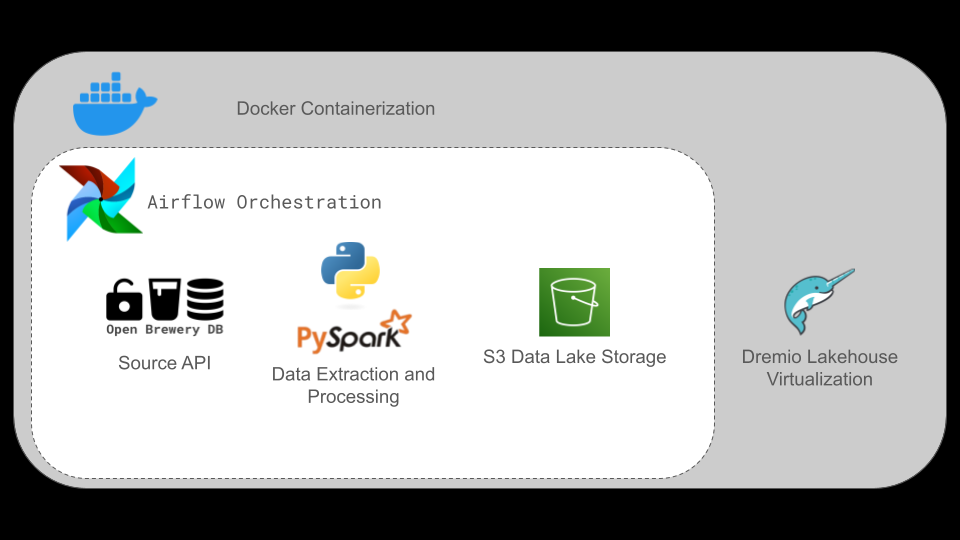 Docker Containerization
Airflow Orchestration
Open Brewery DB
Source API
PySpark
Data Extraction and
Processing
S3 Data Lake Storage
Dremio Lakehouse
Virtualization